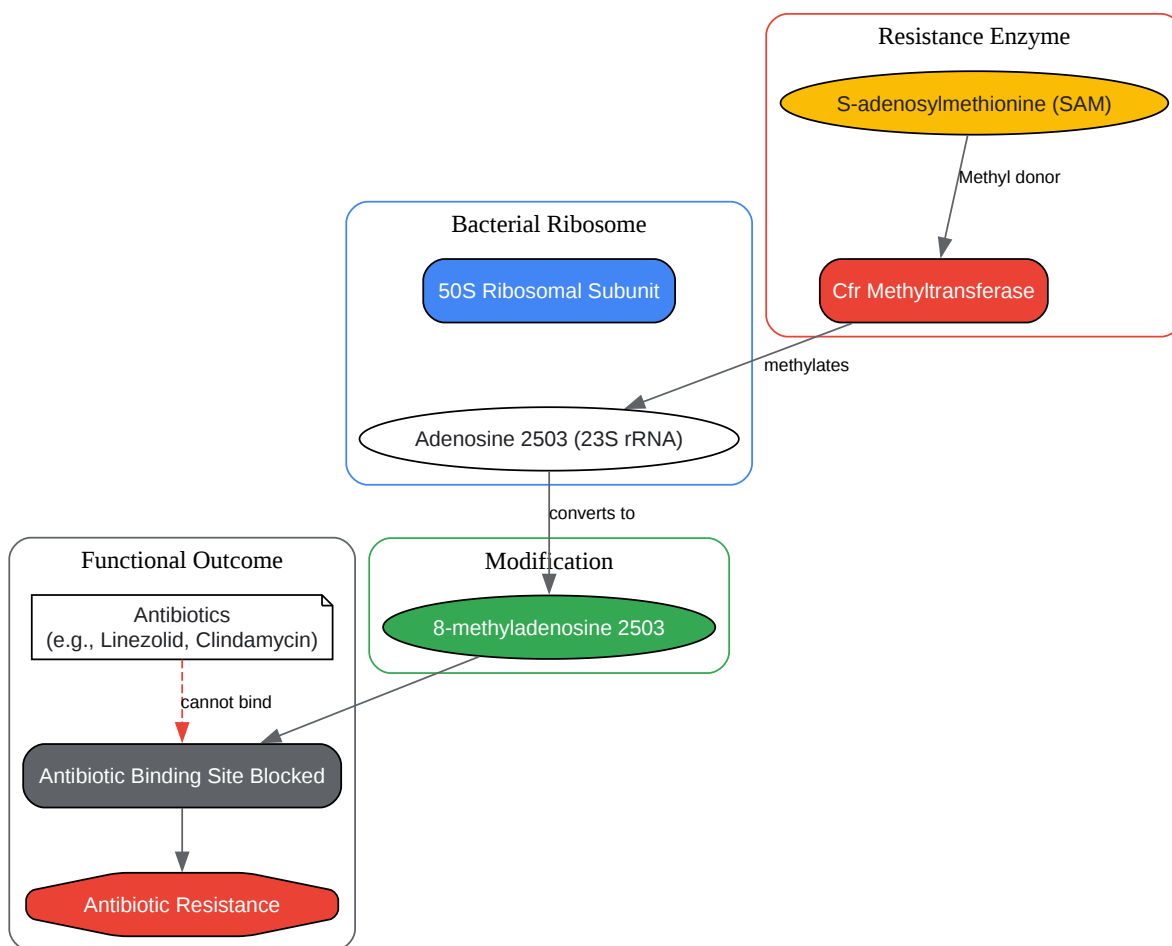 Resistance Enzyme
S-adenosylmethionine (SAM)
Methyl donor
Bacterial Ribosome
50S Ribosomal Subunit
Cfr Methyltransferase
methylates
Adenosine 2503 (23S rRNA)
converts to
Functional Outcome
Modification
Antibiotics
(e.g., Linezolid, Clindamycin)
8-methyladenosine 2503
cannot bind
Antibiotic Binding Site Blocked
Antibiotic Resistance